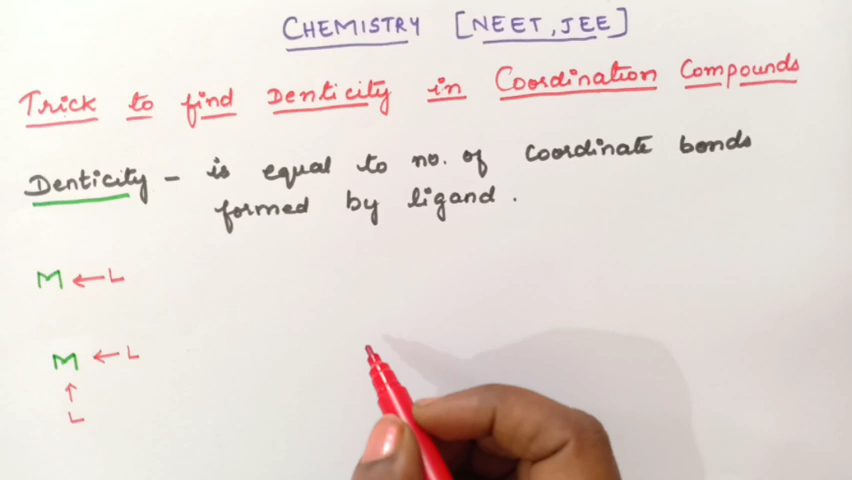 CHEMISTRY [NEET, JEE]
TRICK to find DENTICITY in COORDINATION COMPOUNDS
Denticity - is equal to no. of coordinate bonds
formed by ligand.
M ← L
M ← L
↑
L